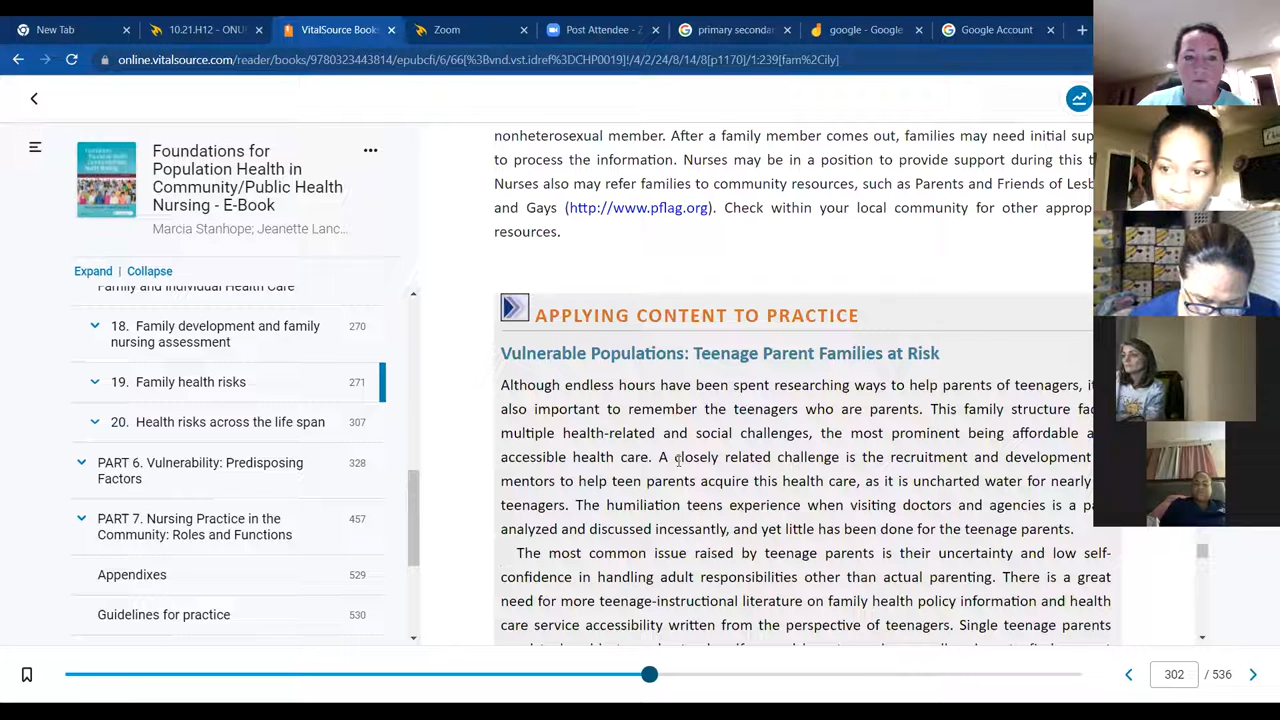 New Tab
10.21.H12 - ONU
VitalSource Book
Zoom
Post Attendee - Z
primary seconda
google - Google
Google Account
online.vitalsource.com/reader/books/9780323443814/epubcfi/6/66[%3Bvnd.vst.idref%3DCHP0019]!/4/2/24/8/14/8[p1170]/1:239[fam%2Cily]
Foundations for
Population Health in
Community/Public Health
Nursing - E-Book
Marcia Stanhope; Jeanette Lanc...
Expand | Collapse
Family and Individual Health Care
18. Family development and family
nursing assessment
270
19. Family health risks
271
20. Health risks across the life span
307
PART 6. Vulnerability: Predisposing
Factors
328
PART 7. Nursing Practice in the
Community: Roles and Functions
457
Appendixes
529
Guidelines for practice
530
nonheterosexual member. After a family member comes out, families may need initial sup
to process the information. Nurses may be in position to provide support during this t
Nurses also may refer families to community resources, such as Parents and Friends of Lesb
and Gays (http://www.pflag.org). Check within your local community for other approp
resources.
APPLYING CONTENT TO PRACTICE
Vulnerable Populations: Teenage Parent Families at Risk
Although endless hours have been spent researching ways to help parents of teenagers, it
also important to remember the teenagers who are parents. This family structure fac
multiple health-related and social challenges, the most prominent being affordable a
accessible health care. A closely related challenge is the recruitment and development
mentors to help teen parents acquire this health care, as it is uncharted water for nearly
teenagers. The humiliation teens experience when visiting doctors and agencies is a pa
analyzed and discussed incessantly, and yet little has been done for the teenage parents.
The most common issue raised by teenage parents is their uncertainty and low self-
confidence in handling adult responsibilities other than actual parenting. There is a great
need for more teenage-instructional literature on family health policy information and health
care service accessibility written from the perspective of teenagers. Single teenage parents
302 / 536